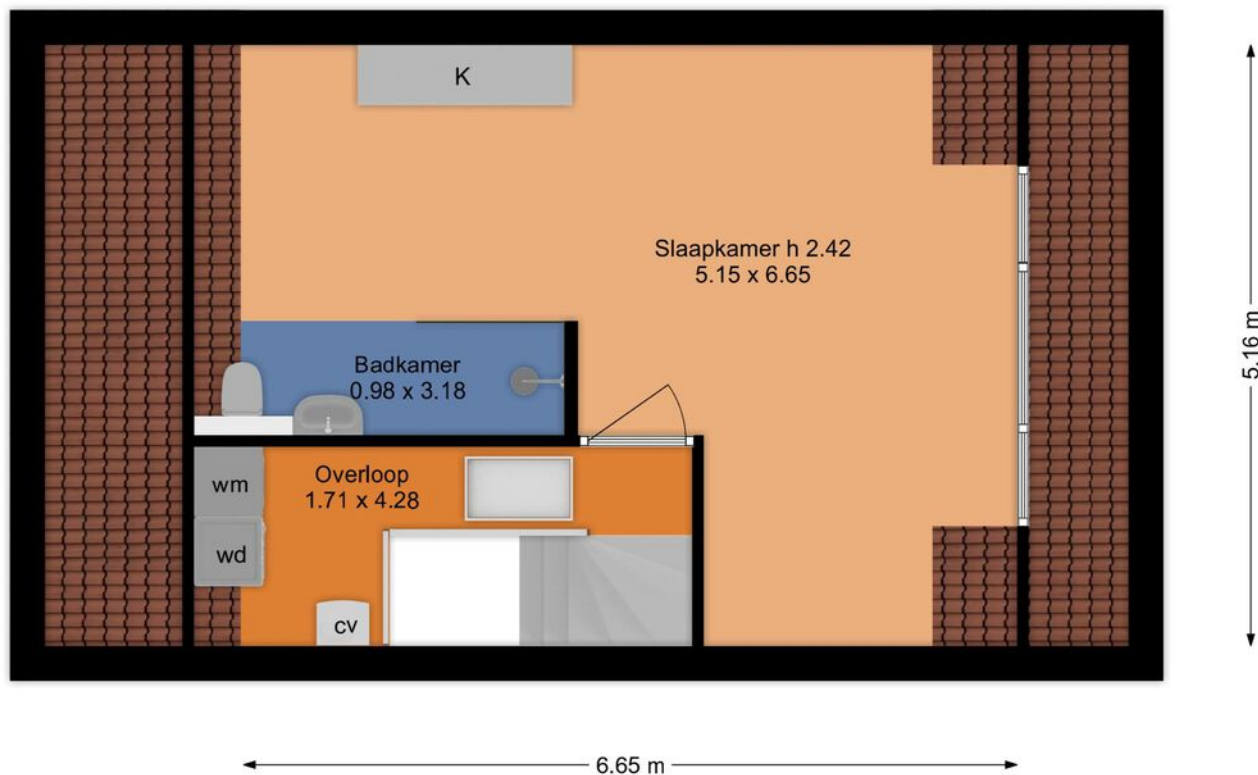 K
Slaapkamer h 2.42
5.15 x 6.65
5.16 m
Badkamer
0.98 x 3.18
Overloop
1.71 x 4.28
wm
wd
cv
6.65 m